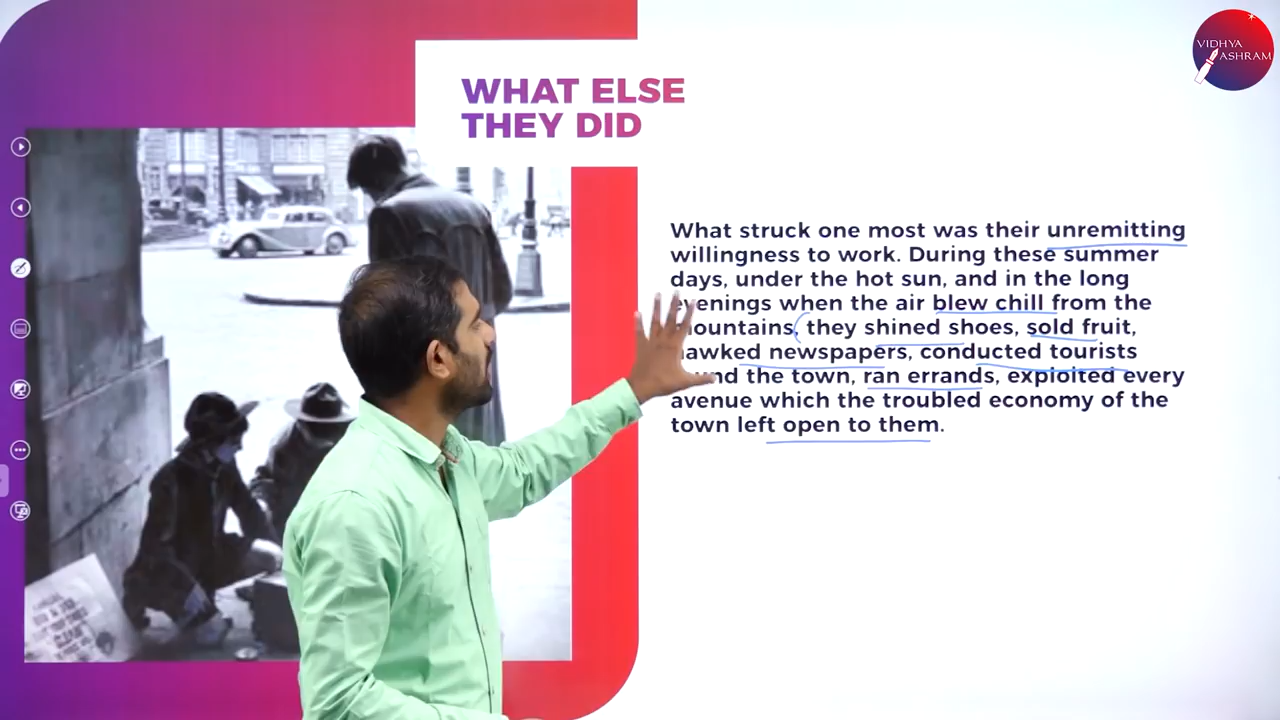 WHAT ELSE
THEY DID
VIDHYA
ASHRAM
What struck one most was their unremitting
willingness to work. During these summer
days, under the hot sun, and in the long
evenings when the air blew chill from the
mountains, they shined shoes, sold fruit,
hawked newspapers, conducted tourists
the town, ran errands, exploited every
avenue which the troubled economy of the
town left open to them.